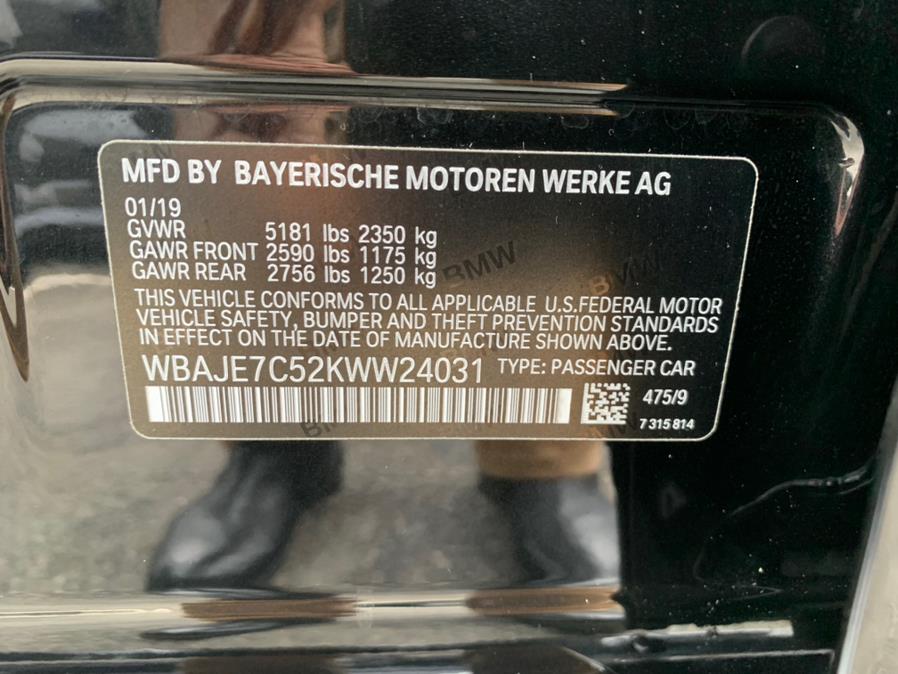 MFD BY BAYERISCHE MOTOREN WERKE AG
01/19
GVWR 5181 lbs 2350 kg
GAWR FRONT 2590 lbs 1175 kg
GAWR REAR 2756 lbs 1250 kg
BMW BMW
THIS VEHICLE CONFORMS TO ALL APPLICABLE U.S.FEDERAL MOTOR
VEHICLE SAFETY, BUMPER AND THEFT PREVENTION STANDARDS
IN EFFECT ON THE DATE OF MANUFACTURE SHOWN ABOVE.
WBAJE7C52KWW24031 TYPE: PASSENGER CAR
475/9
7 315 814